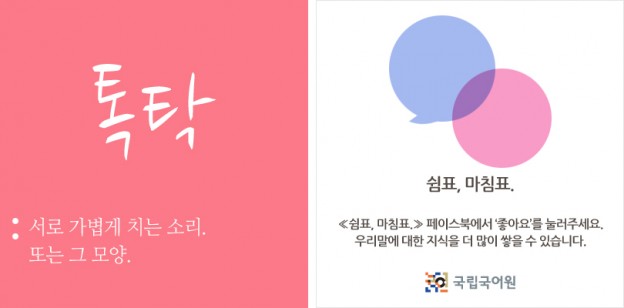 톡탁
: 서로 가볍게 치는 소리.
또는 그 모양.
쉼표, 마침표.
≪쉼표, 마침표.≫ 페이스북에서 '좋아요'를 눌러주세요.
우리말에 대한 지식을 더 많이 쌓을 수 있습니다.
국립국어원